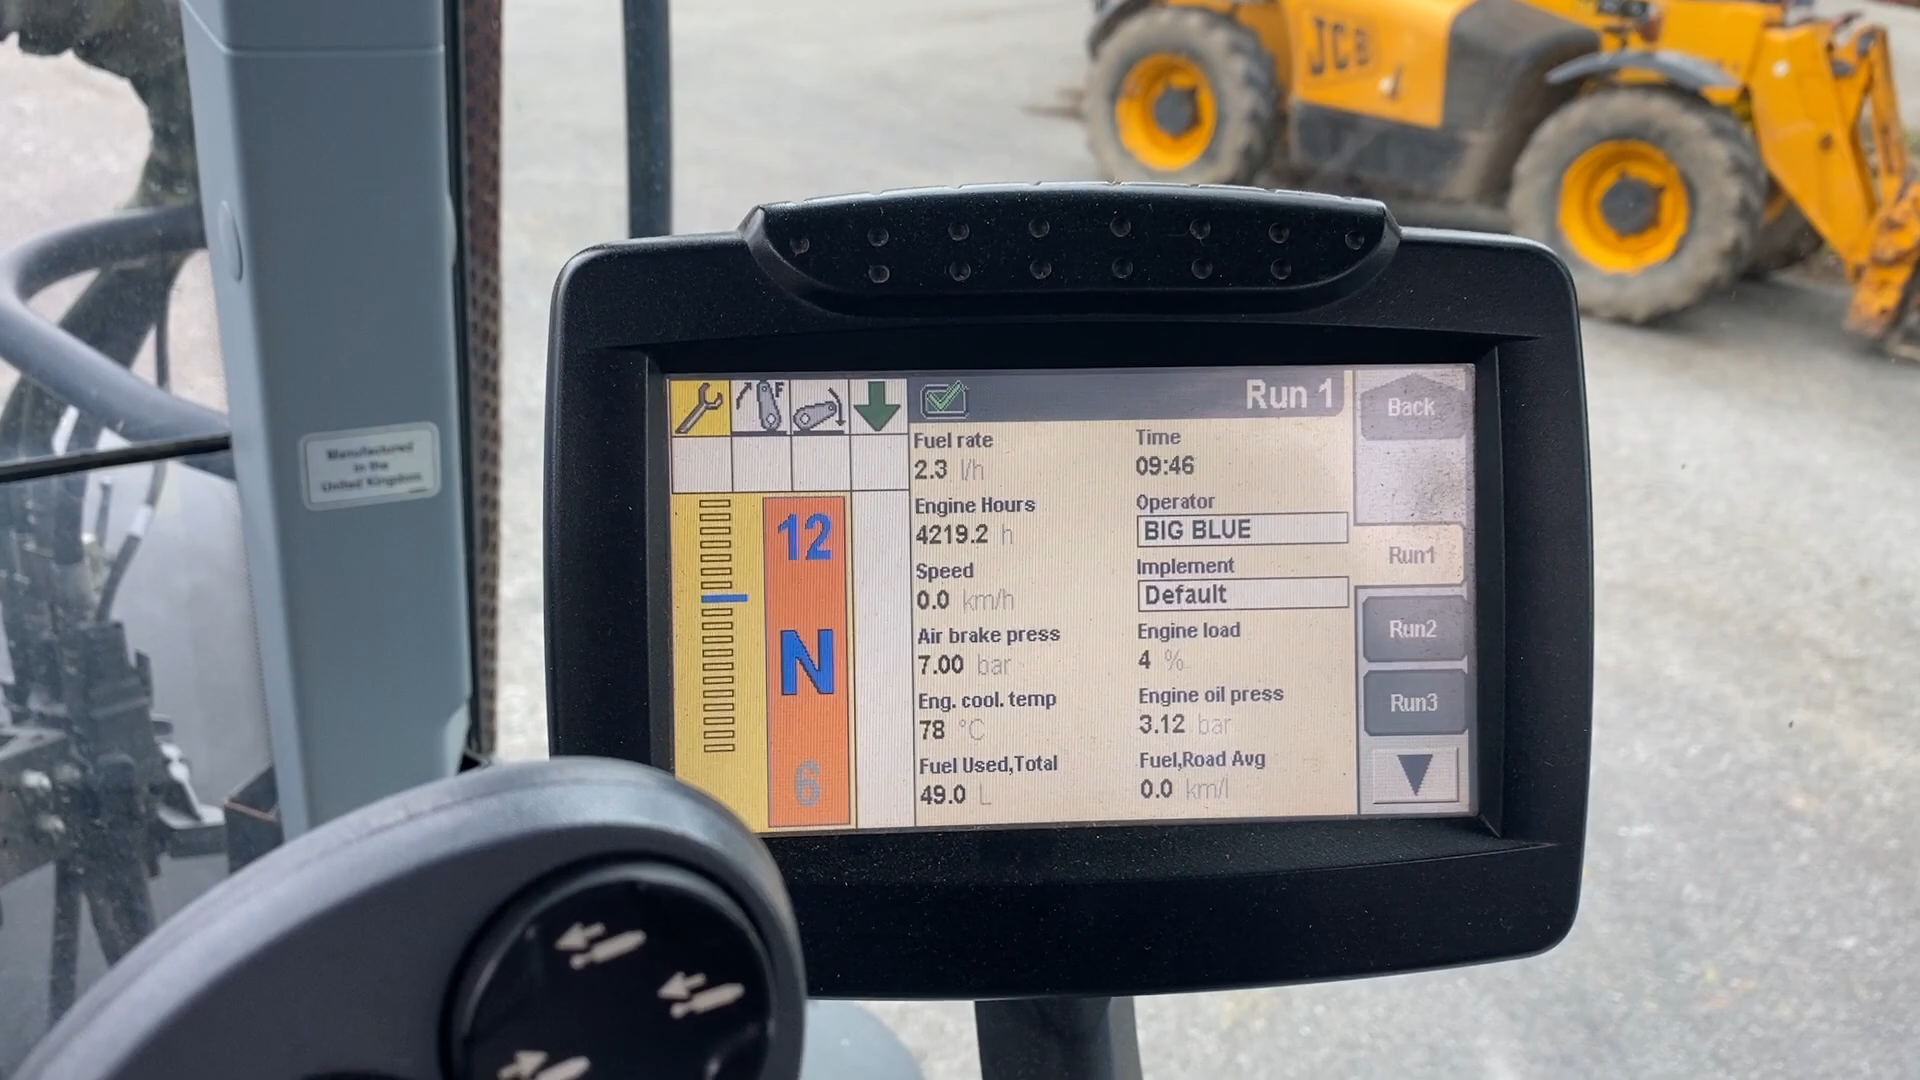 JCB
Manufactured
in the
United Kingdom
F
Run 1
Back
Fuel rate
2.3 l/h
Time
09:46
Engine Hours
4219.2 h
Operator
BIG BLUE
Speed
0.0 km/h
Implement
Default
Air brake press
7.00 bar
Engine load
4 %
Eng. cool. temp
78 °C
Engine oil press
3.12 bar
Fuel Used,Total
49.0 L
Fuel,Road Avg
0.0 km/l
12
N
6
Run1
Run2
Run3